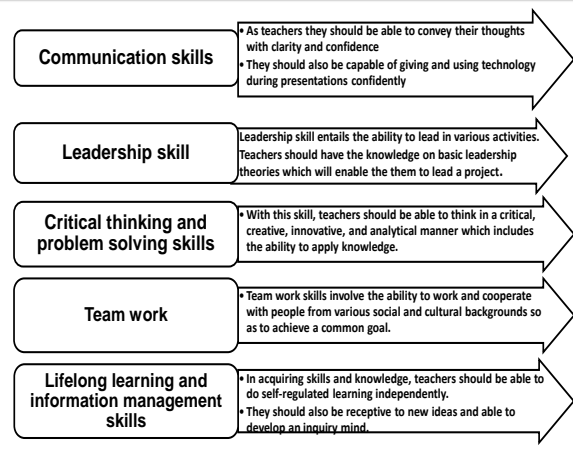 Communication skills
• As teachers they should be able to convey their thoughts
with clarity and confidence
• They should also be capable of giving and using technology
during presentations confidently
Leadership skill
Leadership skill entails the ability to lead in various activities.
Teachers should have the knowledge on basic leadership
theories which will enable the them to lead a project.
Critical thinking and
problem solving skills
• With this skill, teachers should be able to think in a critical,
creative, innovative, and analytical manner which includes
the ability to apply knowledge.
Team work
• Team work skills involve the ability to work and cooperate
with people from various social and cultural backgrounds so
as to achieve a common goal.
Lifelong learning and
information management
skills
• In acquiring skills and knowledge, teachers should be able to
do self-regulated learning independently.
• They should also be receptive to new ideas and able to
develop an inquiry mind.